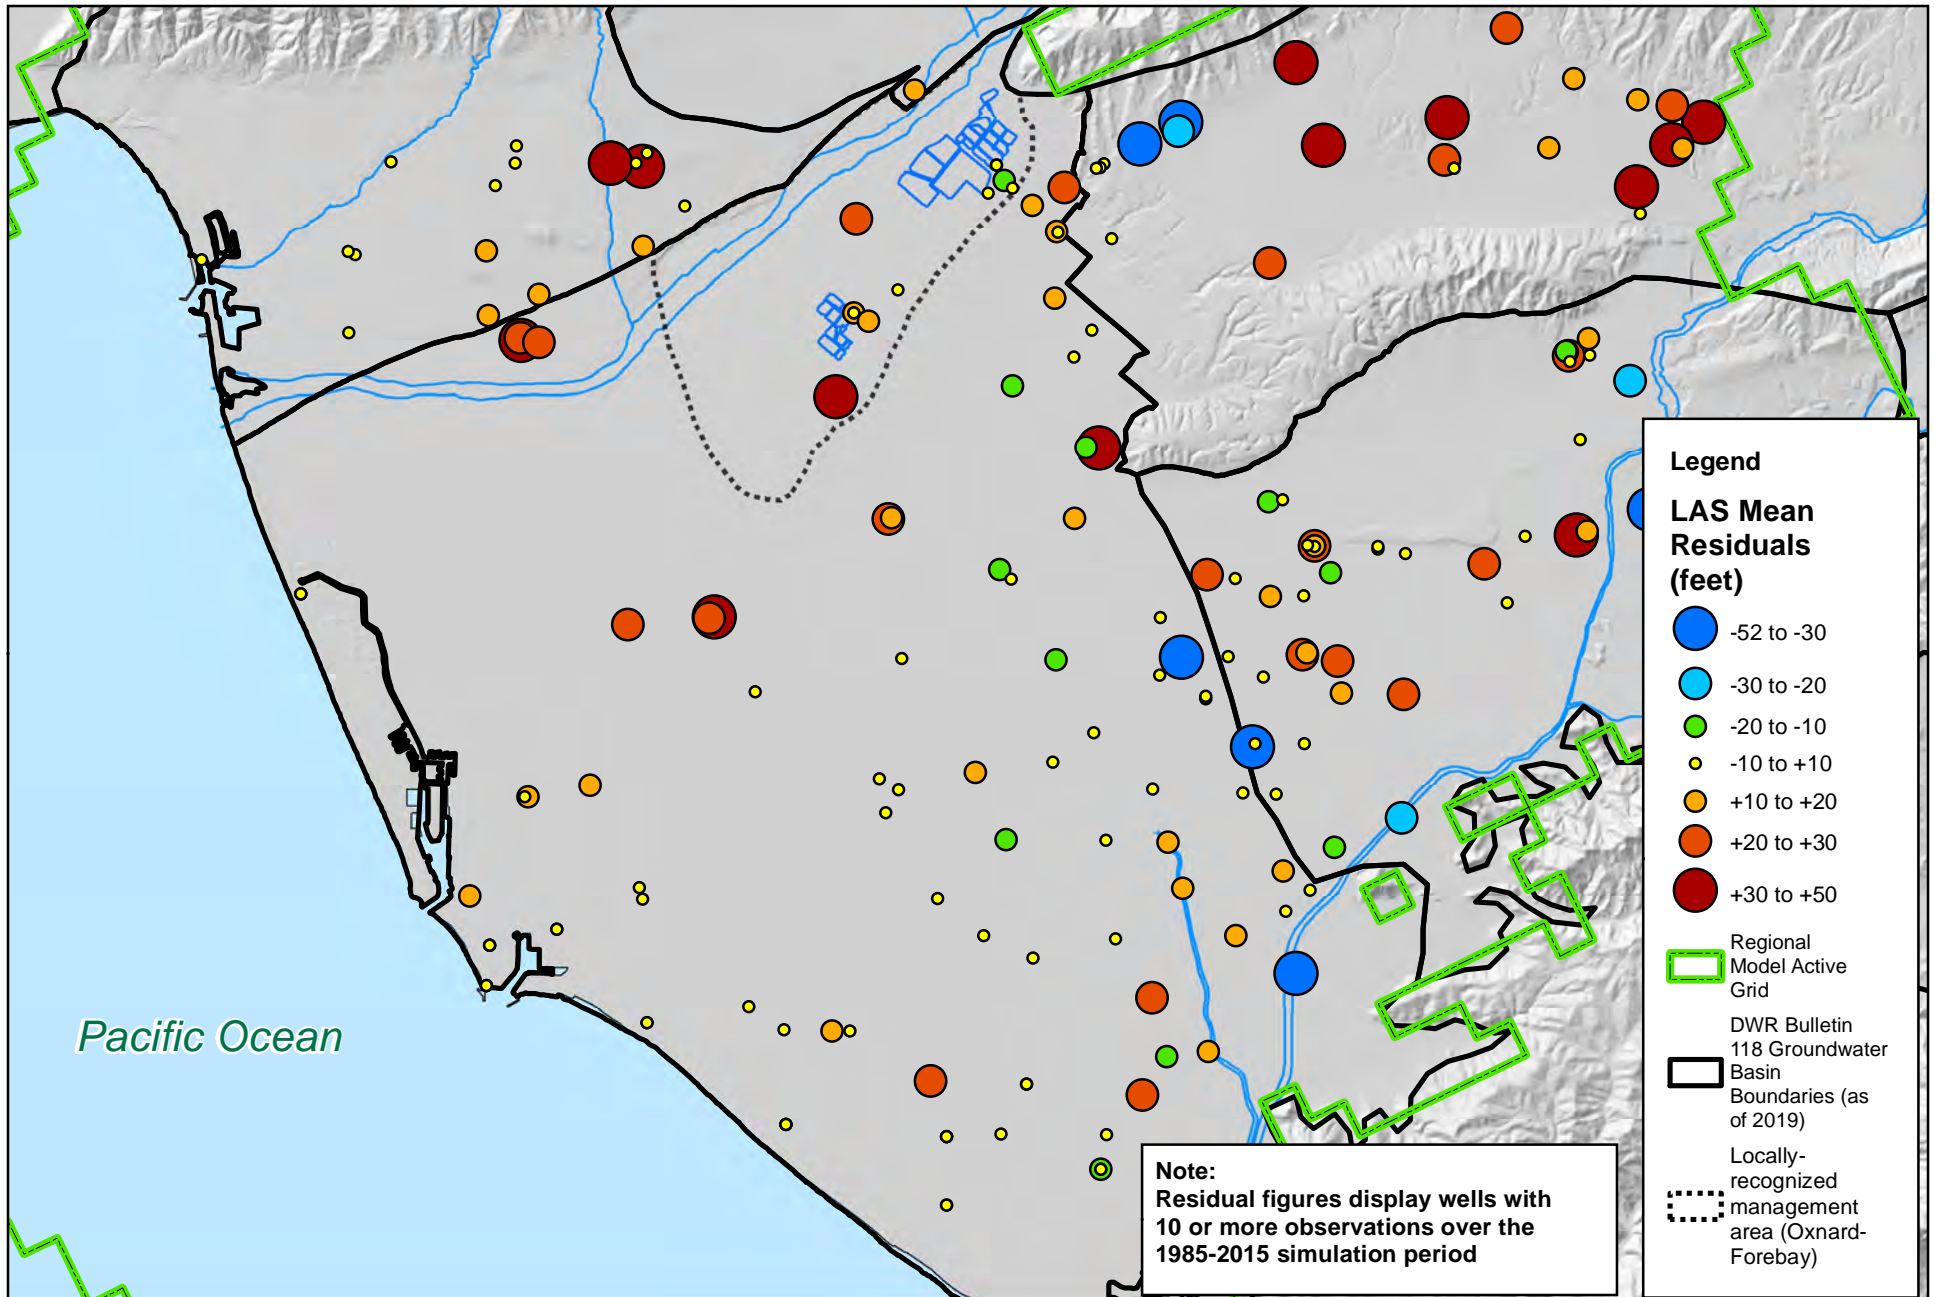 Pacific Ocean
Legend
LAS Mean
Residuals
(feet)
-52 to -30
-30 to -20
-20 to -10
-10 to +10
+10 to +20
+20 to +30
+30 to +50
Regional
Model Active
Grid
DWR Bulletin
118 Groundwater
Basin
Boundaries (as
of 2019)
Locally-
recognized
management
area (Oxnard-
Forebay)
Note:
Residual figures display wells with
10 or more observations over the
1985-2015 simulation period